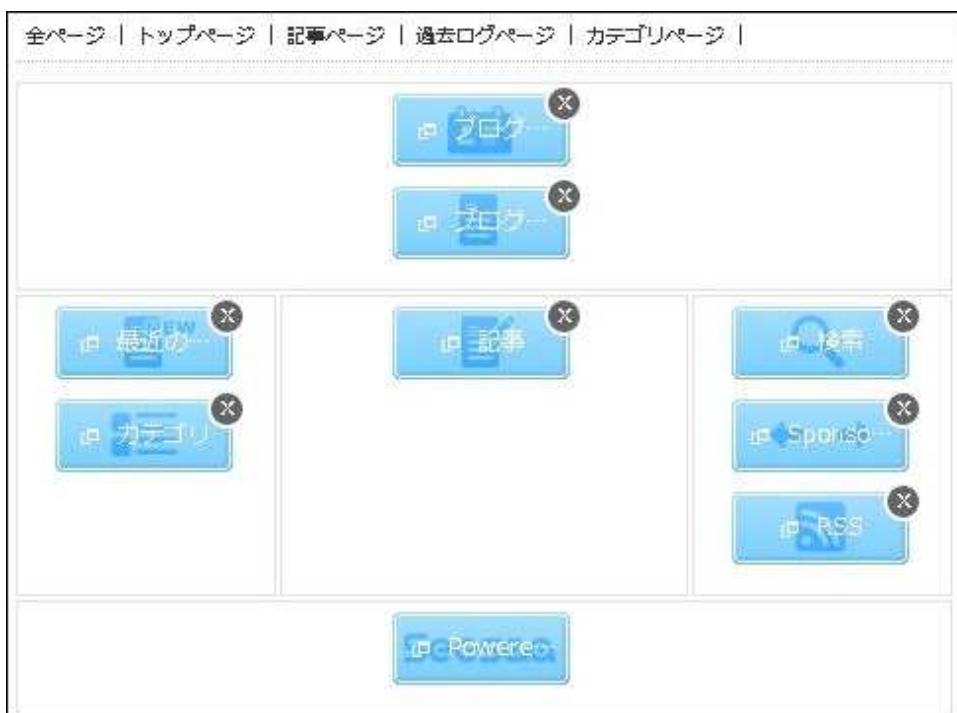 全ページ | トップページ | 記事ページ | 過去ログページ | カテゴリページ |
ブログ…
ブログ…
最近の…
カテゴリ
記事
検索
Sponso…
RSS
Powere…
Seesaa